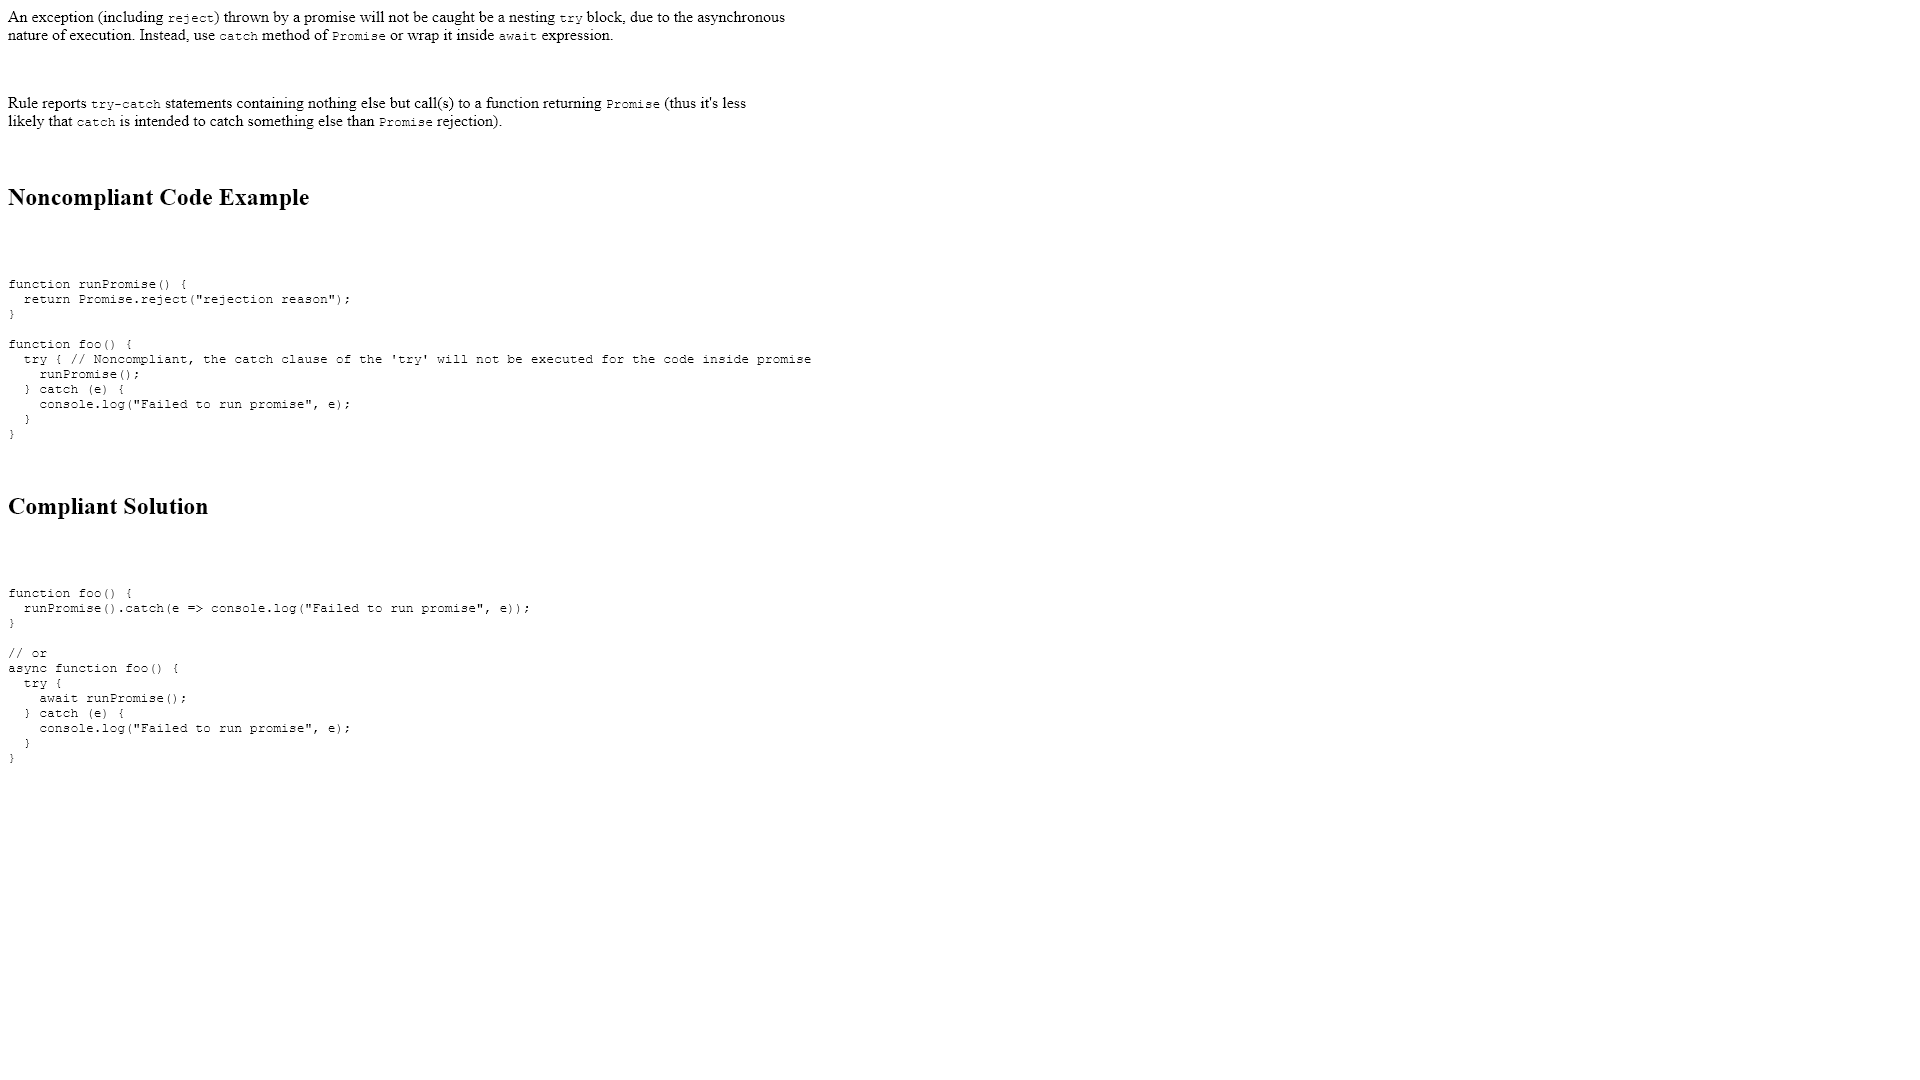 An exception (including reject) thrown by a promise will not be caught be a nesting try block, due to the asynchronous
nature of execution. Instead, use catch method of Promise or wrap it inside await expression.
Rule reports try-catch statements containing nothing else but call(s) to a function returning Promise (thus it's less
likely that catch is intended to catch something else than Promise rejection).
Noncompliant Code Example
function runPromise() {
  return Promise.reject("rejection reason");
}
function foo() {
  try { // Noncompliant, the catch clause of the 'try' will not be executed for the code inside promise
    runPromise();
  } catch (e) {
    console.log("Failed to run promise", e);
  }
}
Compliant Solution
function foo() {
  runPromise().catch(e => console.log("Failed to run promise", e));
}
// or
async function foo() {
  try {
    await runPromise();
  } catch (e) {
    console.log("Failed to run promise", e);
  }
}